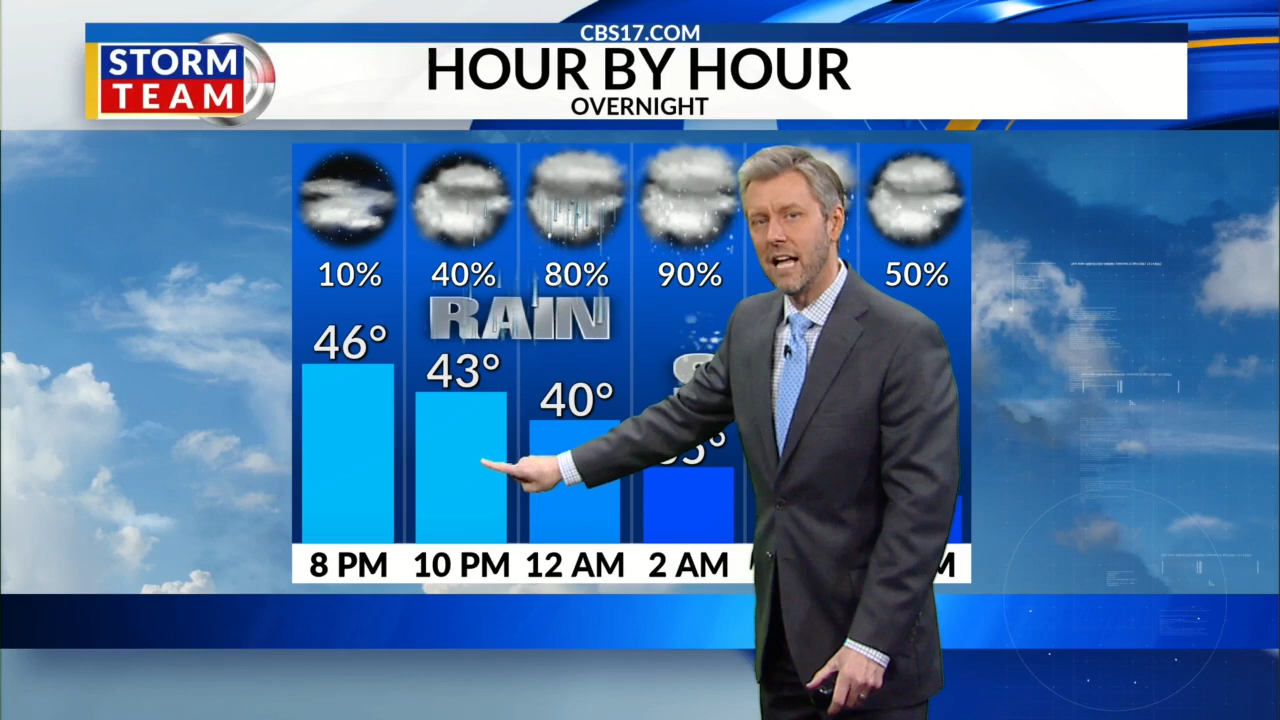 CBS17.COM
STORM
TEAM
HOUR BY HOUR
OVERNIGHT
10% 40% 80% 90% 50%
RAIN
46° 43° 40°
8 PM 10 PM 12 AM 2 AM